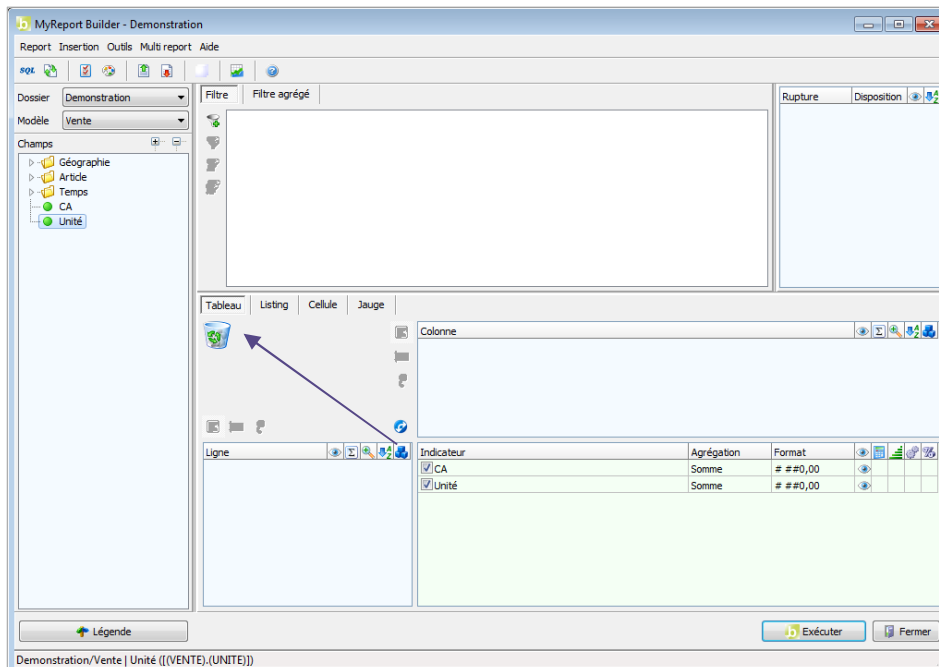 MyReport Builder - Demonstration
Report Insertion Outils Multi report Aide
SQL
Dossier Demonstration
Modèle Vente
Champs
Géographie
Article
Temps
CA
Unité
Filtre Filtre agrégé
Rupture Disposition
Tableau Listing Cellule Jauge
Colonne
Ligne
Indicateur Agrégation Format
CA Somme # ##0,00
Unité Somme # ##0,00
Légende
Exécuter Fermer
Demonstration/Vente | Unité ([(VENTE).(UNITE)])